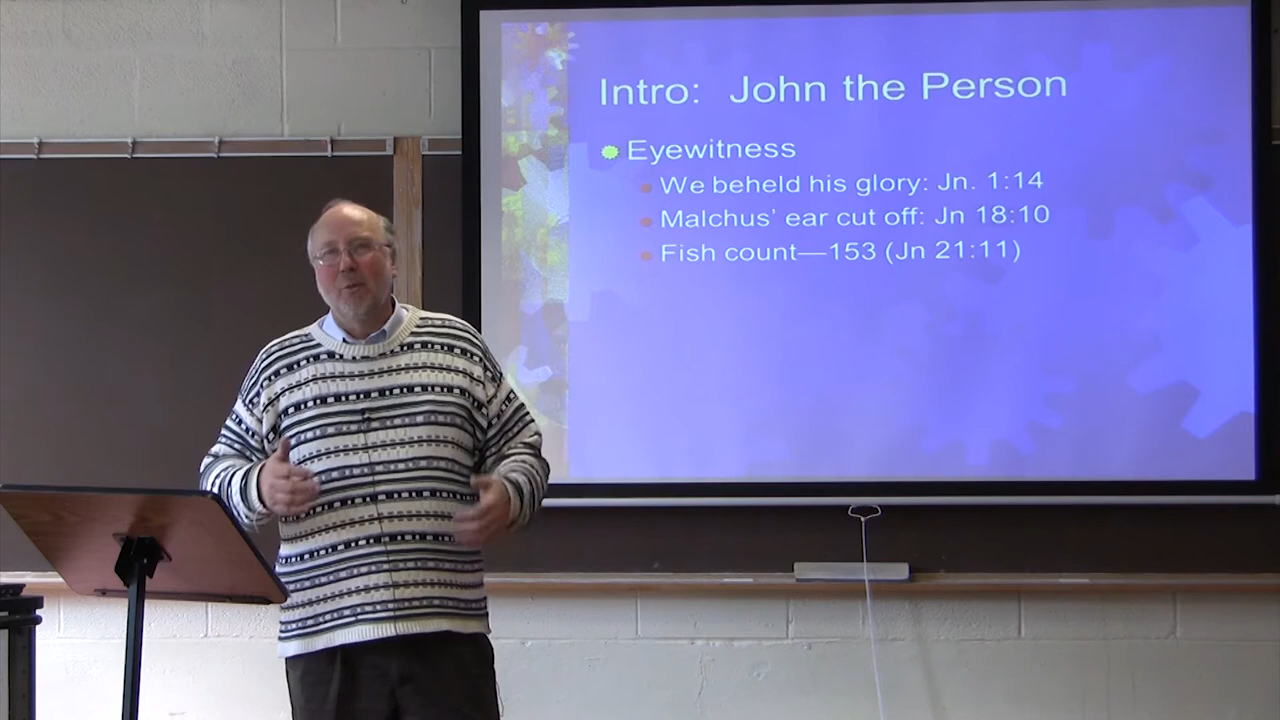 Intro: John the Person
Eyewitness
We beheld his glory: Jn. 1:14
Malchus’ ear cut off: Jn 18:10
Fish count—153 (Jn 21:11)